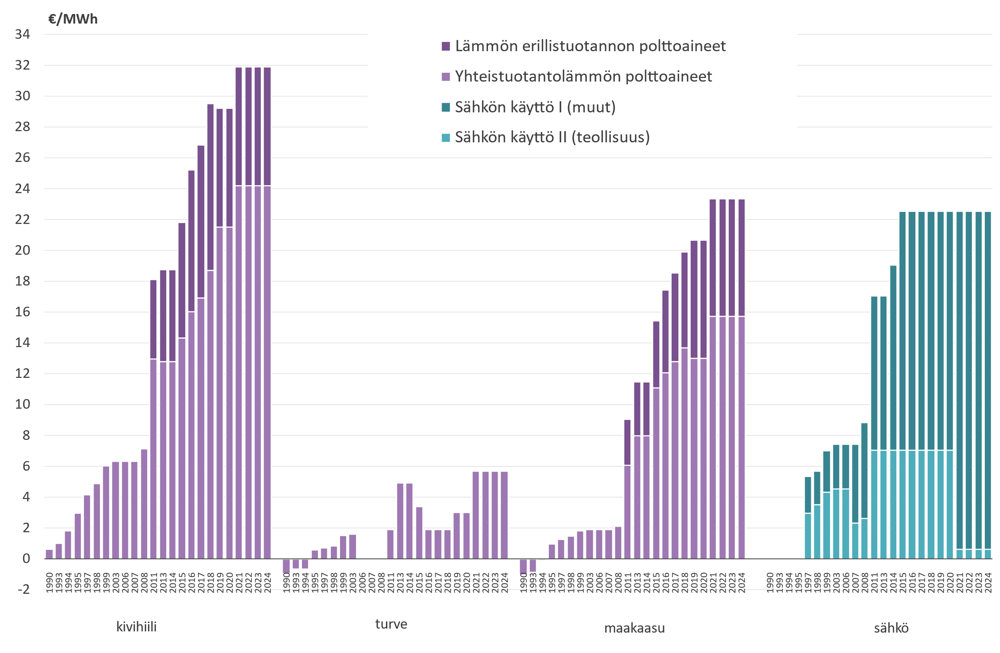 €/MWh
34
32
30
28
26
24
22
20
18
16
14
12
10
8
6
4
2
0
-2
Lämmön erillistuotannon polttoaineet
Yhteistuotantolämmön polttoaineet
Sähkön käyttö I (muut)
Sähkön käyttö II (teollisuus)
1990 1993 1994 1995 1997 1998 1999 2003 2006 2007 2008 2011 2013 2014 2015 2016 2017 2018 2019 2020 2021 2022 2023 2024
1990 1993 1994 1995 1997 1998 1999 2003 2006 2007 2008 2011 2013 2014 2015 2016 2017 2018 2019 2020 2021 2022 2023 2024
1990 1993 1994 1995 1997 1998 1999 2003 2006 2007 2008 2011 2013 2014 2015 2016 2017 2018 2019 2020 2021 2022 2023 2024
1990 1993 1994 1995 1997 1998 1999 2003 2006 2007 2008 2011 2013 2014 2015 2016 2017 2018 2019 2020 2021 2022 2023 2024
kivihiili
turve
maakaasu
sähkö